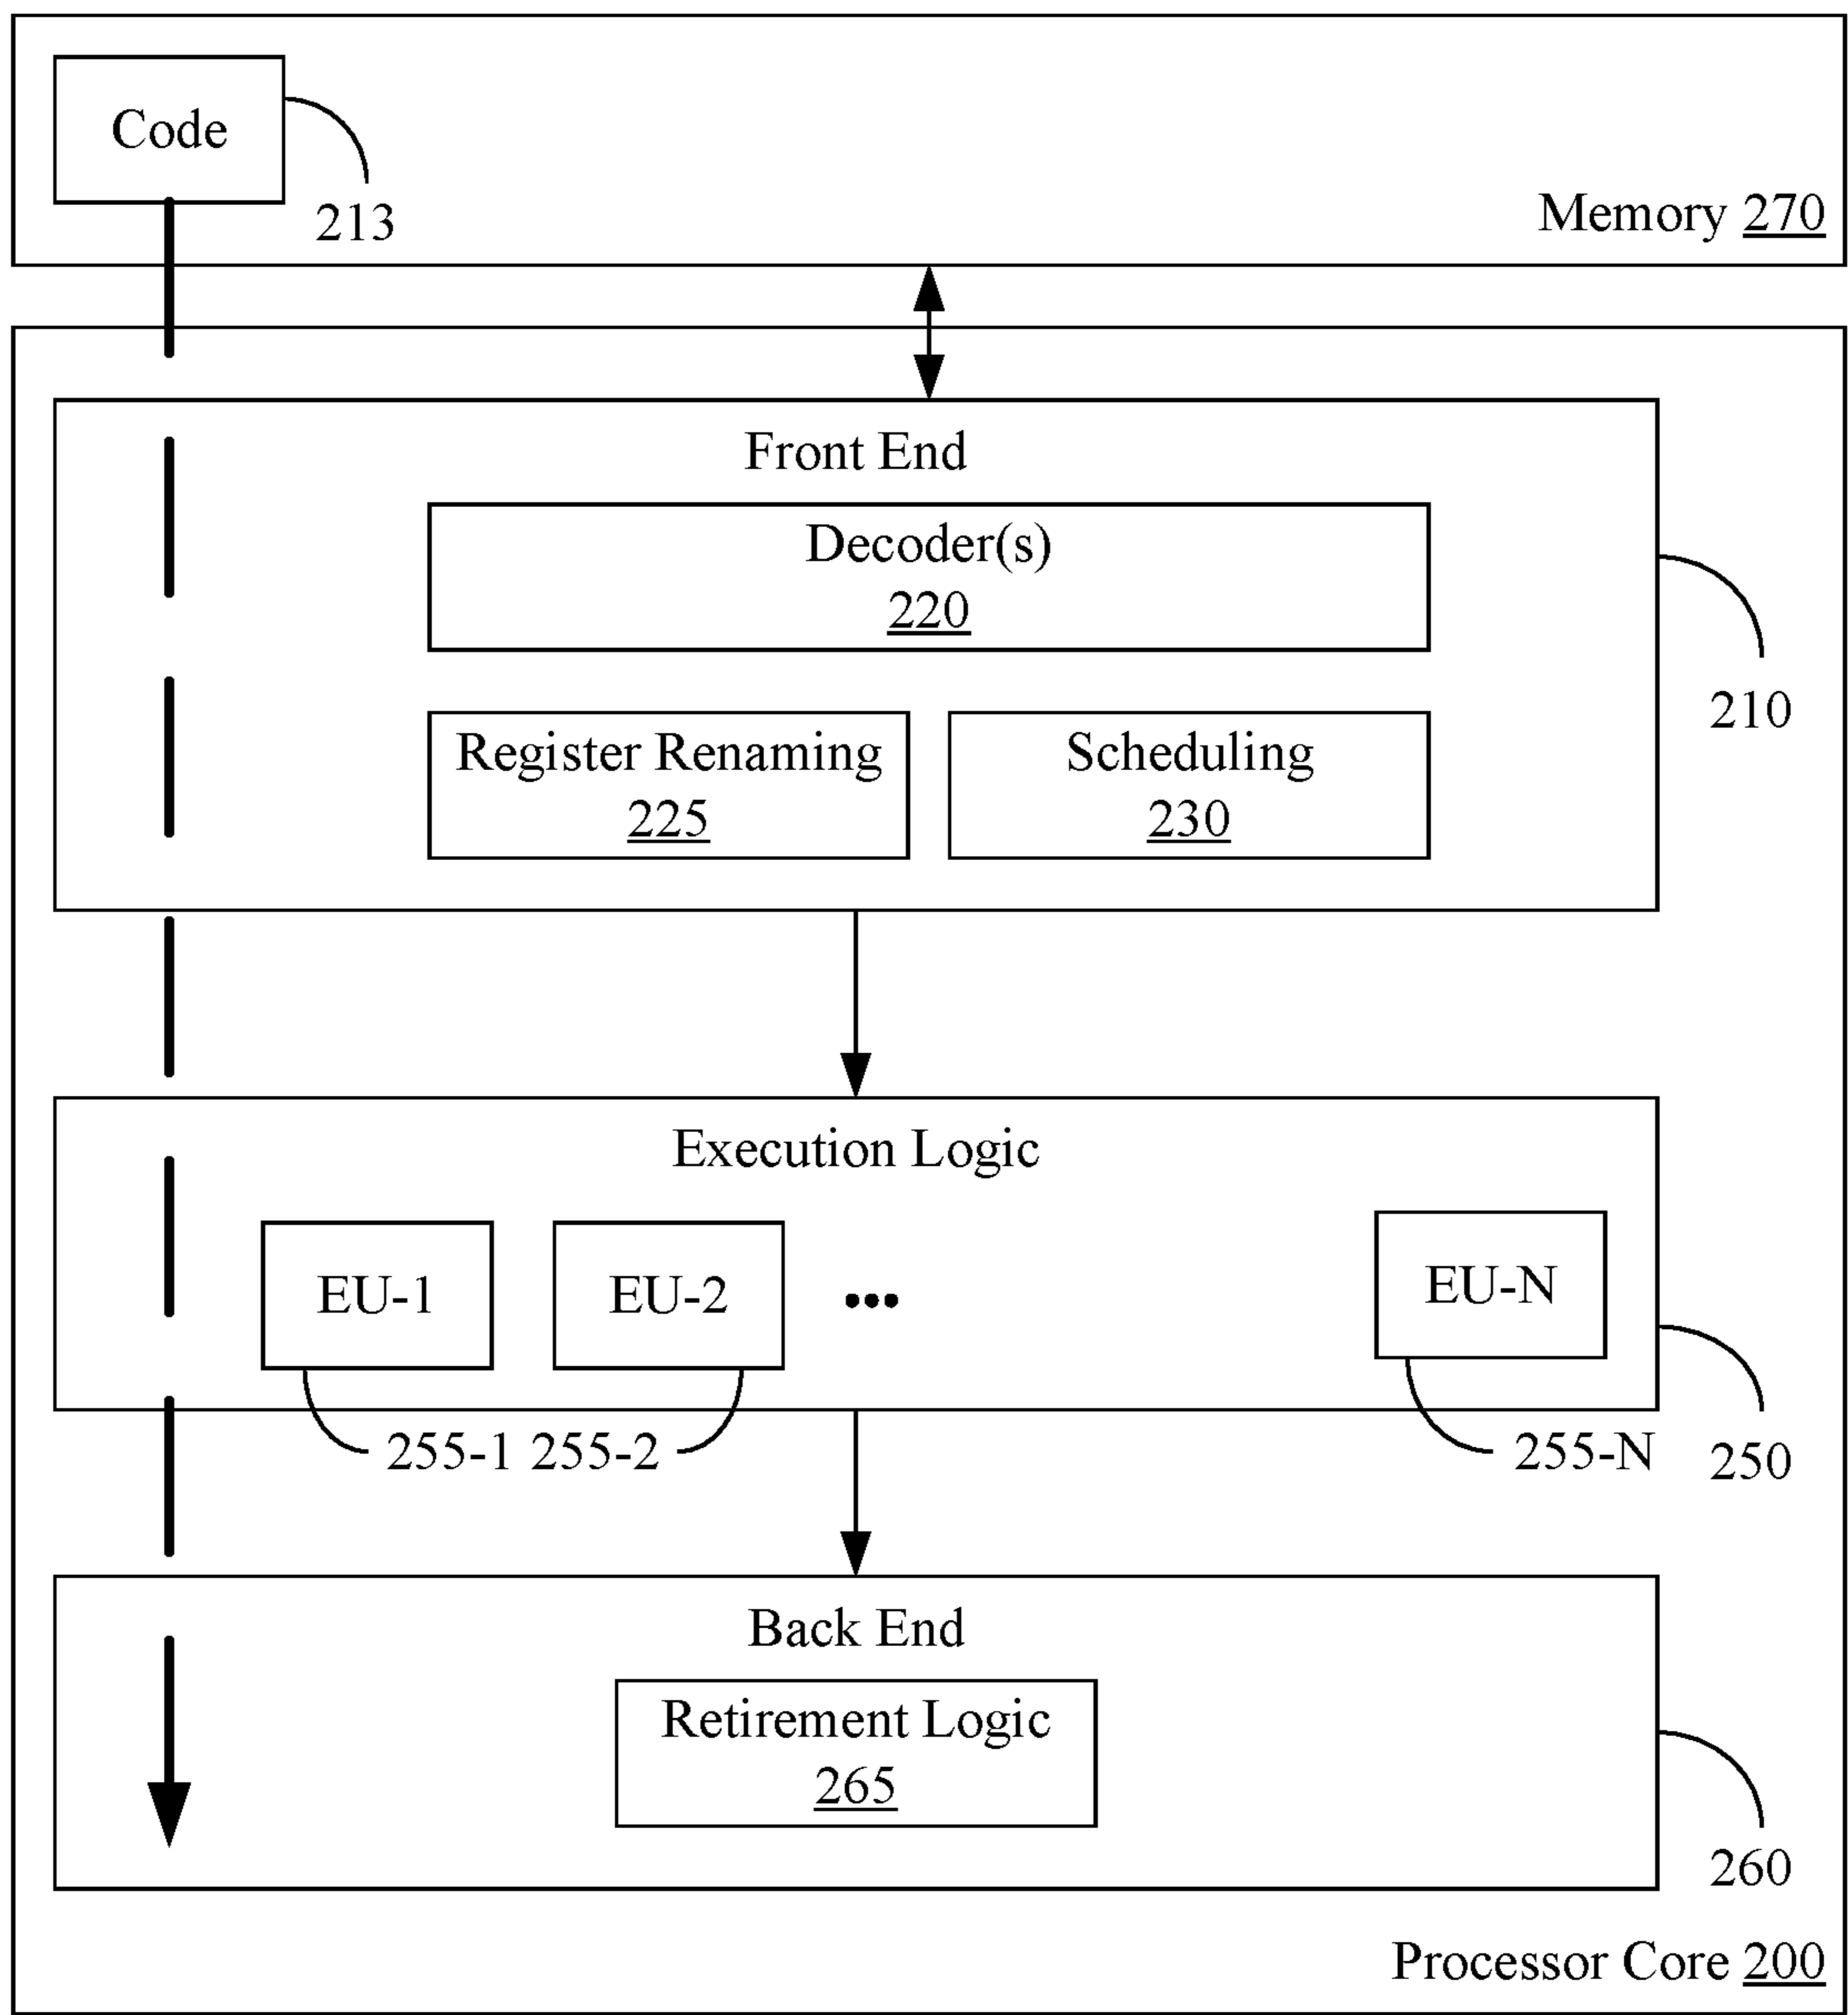 Code
213
Memory 270
Front End
Decoder(s)
220
210
Register Renaming
225
Scheduling
230
Execution Logic
EU-1
EU-2
•••
EU-N
255-1
255-2
255-N
250
Back End
Retirement Logic
265
260
Processor Core 200